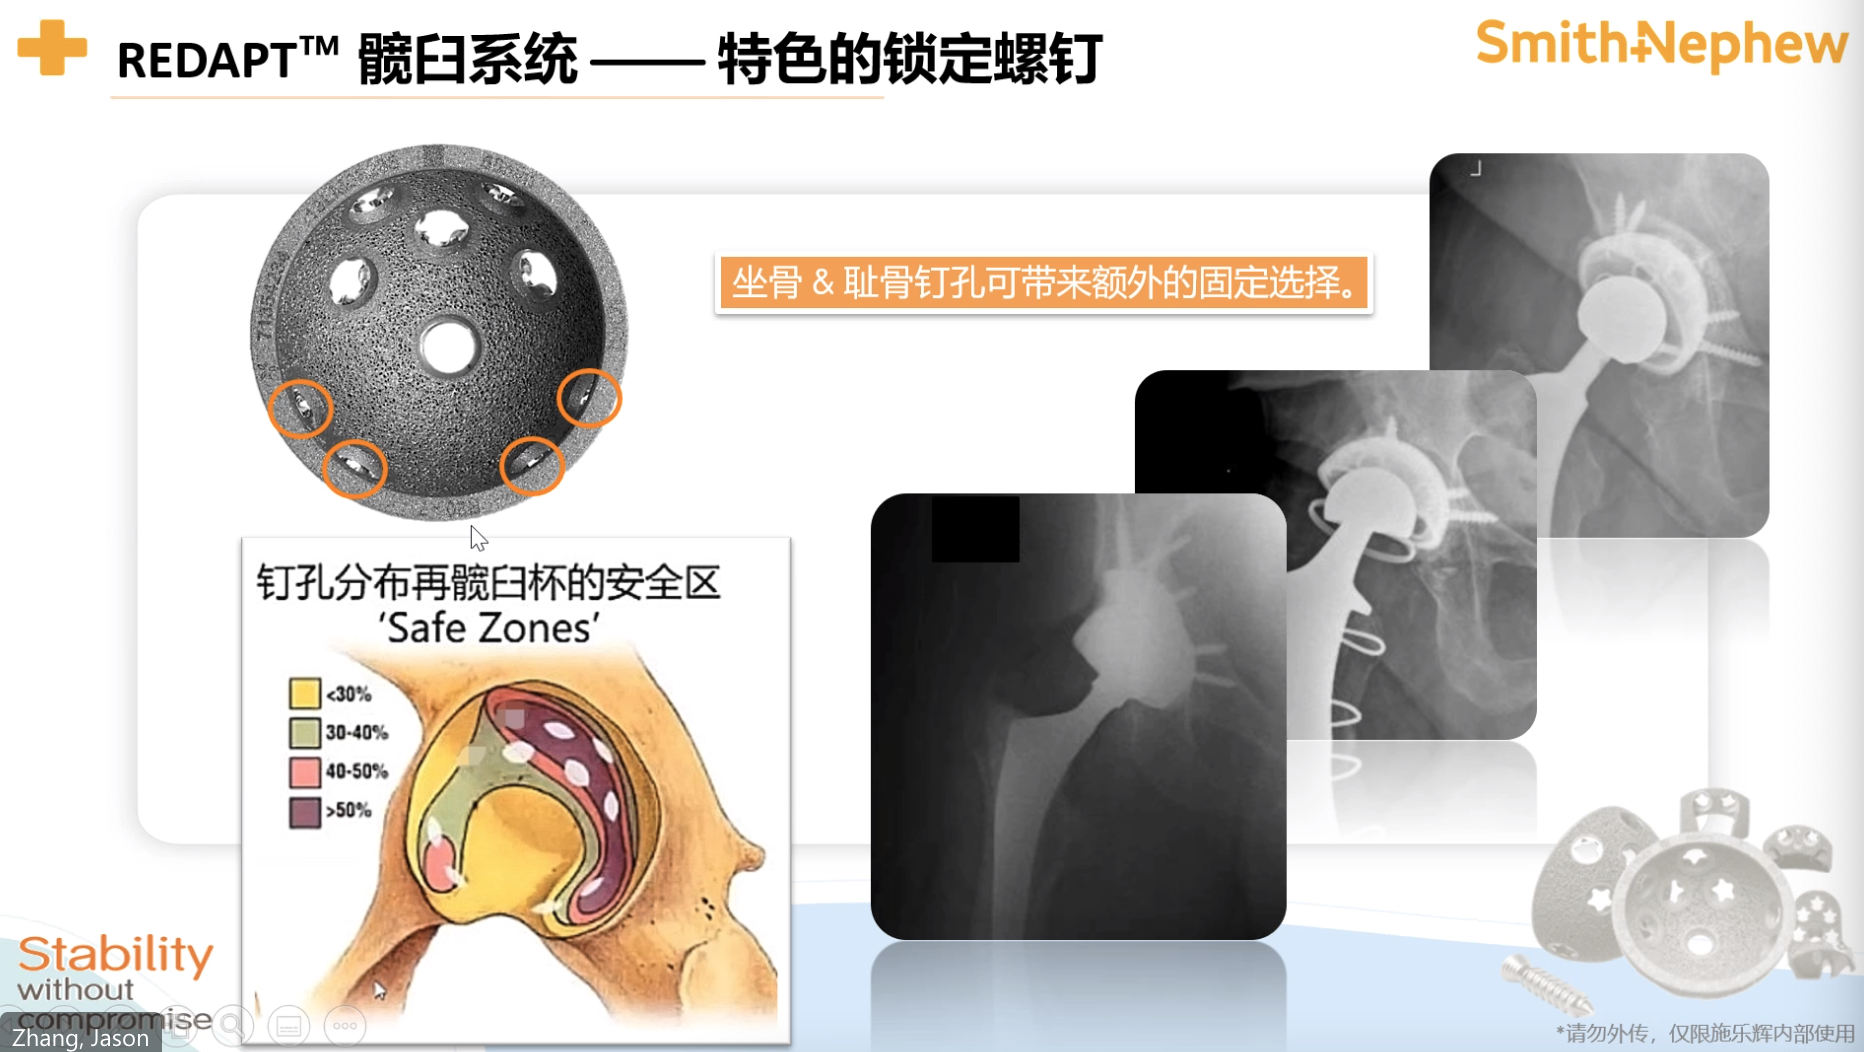 REDAPT™ 髋臼系统 —— 特色的锁定螺钉
Smith+Nephew
坐骨 & 耻骨钉孔可带来额外的固定选择。
钉孔分布再髋臼杯的安全区
‘Safe Zones’
<30%
30-40%
40-50%
>50%
Stability
without
compromise
Zhang, Jason
*请勿外传，仅限施乐辉内部使用